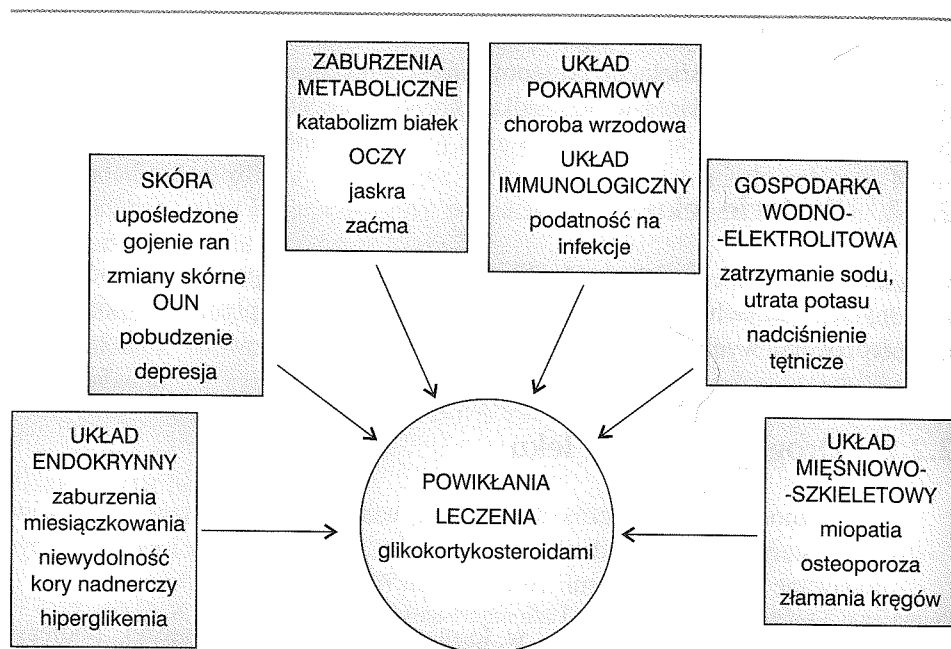 ZABURZENIA
METABOLICZNE
katabolizm białek
OCZY
jaskra
zaćma
UKŁAD
POKARMOWY
choroba wrzodowa
UKŁAD
IMMUNOLOGICZNY
podatność na
infekcje
SKÓRA
upośledzone
gojenie ran
zmiany skórne
OUN
pobudzenie
depresja
GOSPODARKA
WODNO-
-ELEKTROLITOWA
zatrzymanie sodu,
utrata potasu
nadciśnienie
tętnicze
UKŁAD
ENDOKRYNNY
zaburzenia
miesiączkowania
niewydolność
kory nadnerczy
hiperglikemia
POWIKŁANIA
LECZENIA
glikokortykosteroidami
UKŁAD
MIĘŚNIOWO-
-SZKIELETOWY
miopatia
osteoporoza
złamania kręgów